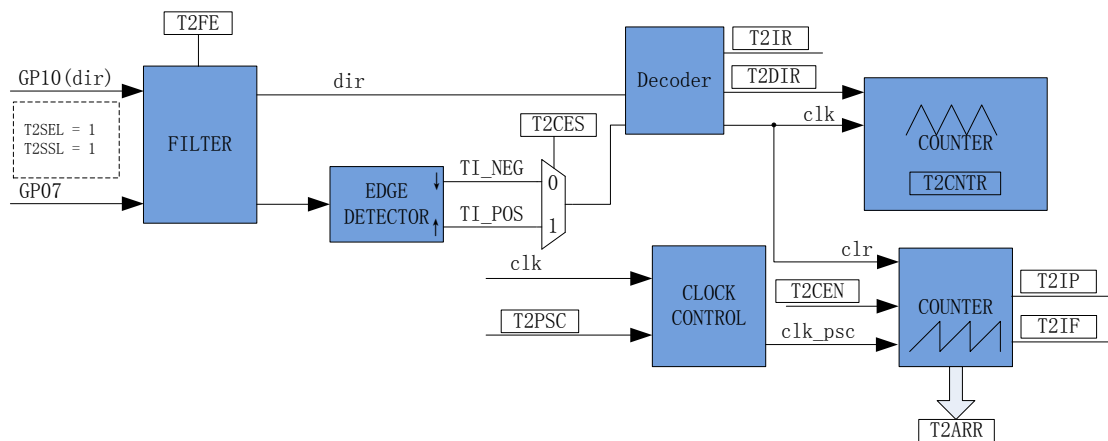 T2FE
GP10(dir)
T2SEL = 1
T2SSL = 1
GP07
FILTER
dir
EDGE
DETECTOR
TI_NEG
TI_POS
T2CES
0
1
Decoder
T2IR
T2DIR
clk
COUNTER
T2CNTR
clk
T2PSC
CLOCK
CONTROL
clr
T2CEN
clk_psc
COUNTER
T2IP
T2IF
T2ARR